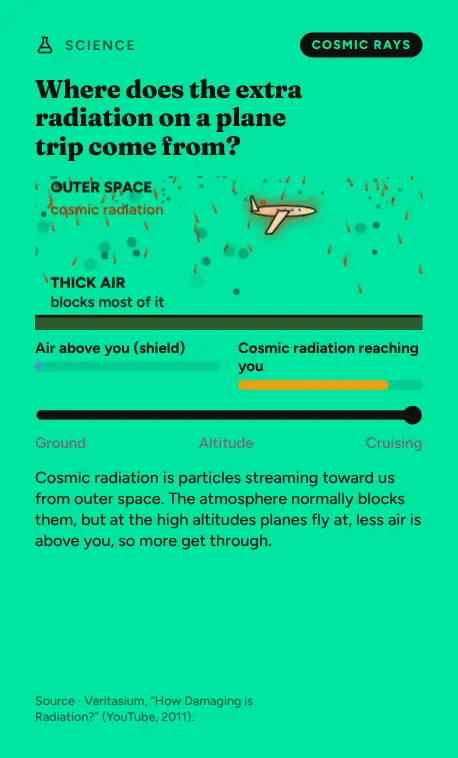 SCIENCE
COSMIC RAYS
Where does the extra
radiation on a plane
trip come from?
OUTER SPACE
cosmic radiation
THICK AIR
blocks most of it
Air above you (shield)
Cosmic radiation reaching
you
Ground
Altitude
Cruising
Cosmic radiation is particles streaming toward us
from outer space. The atmosphere normally blocks
them, but at the high altitudes planes fly at, less air is
above you, so more get through.
Source · Veritasium, “How Damaging is
Radiation?” (YouTube, 2011).